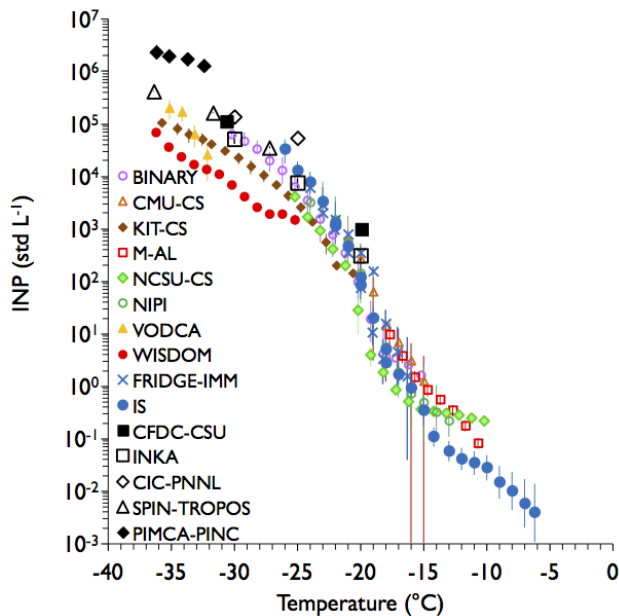 10⁷
10⁶
10⁵
10⁴
10³
10²
10¹
10⁰
10⁻¹
10⁻²
10⁻³
INP (std L⁻¹)
BINARY
CMU-CS
KIT-CS
M-AL
NCSU-CS
NIPI
VODCA
WISDOM
FRIDGE-IMM
IS
CFDC-CSU
INKA
CIC-PNNL
SPIN-TROPOS
PIMCA-PINC
-40 -35 -30 -25 -20 -15 -10 -5 0
Temperature (°C)